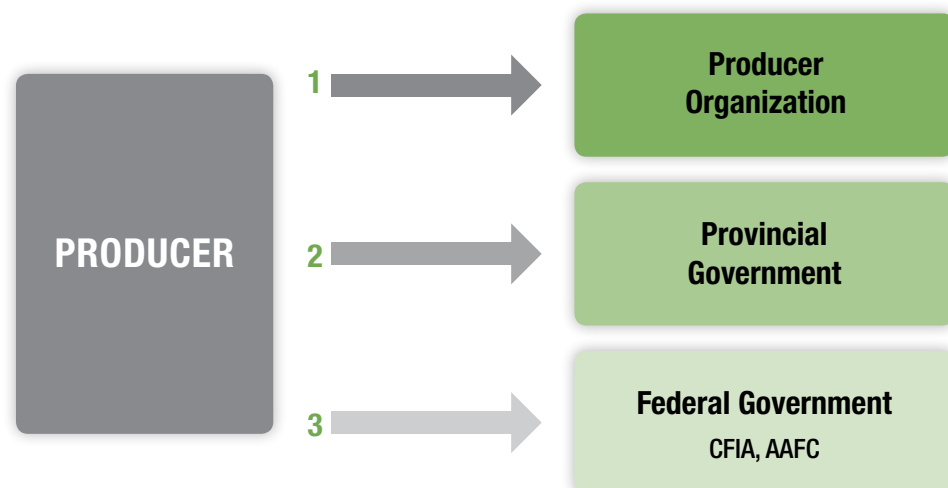 PRODUCER
1
Producer
Organization
2
Provincial
Government
3
Federal Government
CFIA, AAFC